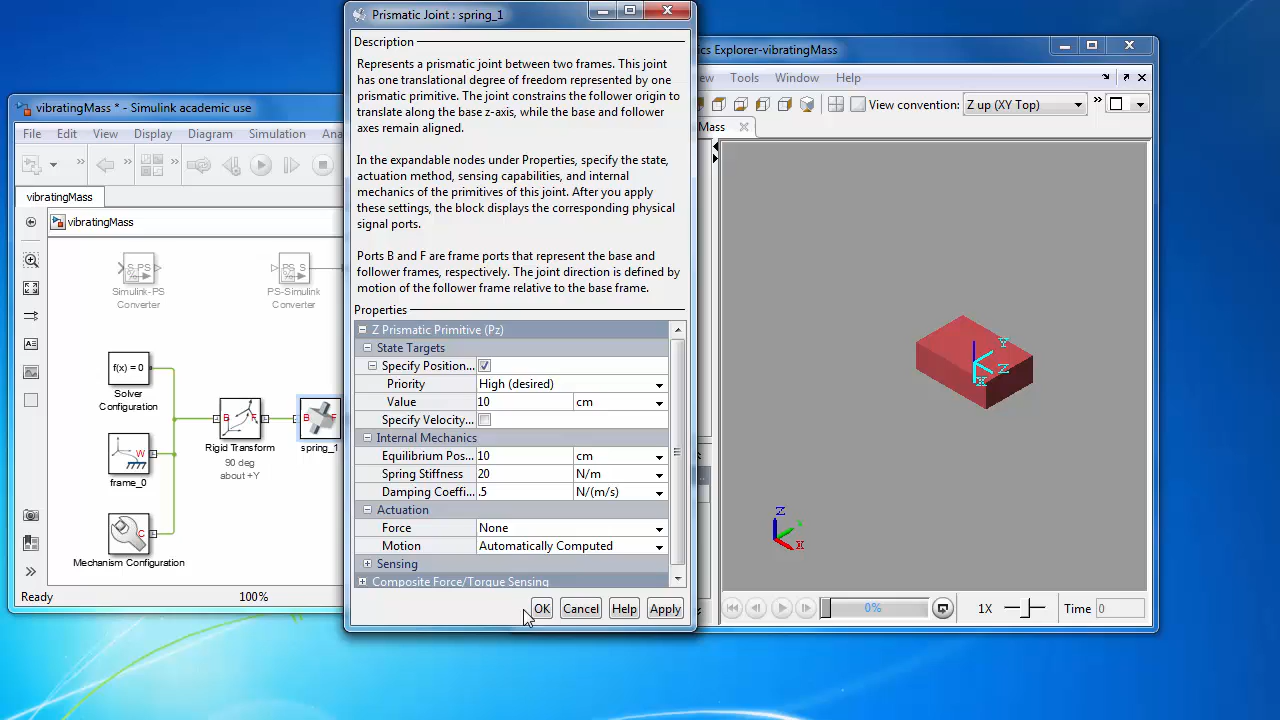 Prismatic Joint : spring_1
Description
Represents a prismatic joint between two frames. This joint
has one translational degree of freedom represented by one
prismatic primitive. The joint constrains the follower origin to
translate along the base z-axis, while the base and follower
axes remain aligned.
In the expandable nodes under Properties, specify the state,
actuation method, sensing capabilities, and internal
mechanics of the primitives of this joint. After you apply
these settings, the block displays the corresponding physical
signal ports.
Ports B and F are frame ports that represent the base and
follower frames, respectively. The joint direction is defined by
motion of the follower frame relative to the base frame.
Properties
Z Prismatic Primitive (Pz)
State Targets
Specify Position...
Priority High (desired)
Value 10 cm
Specify Velocity...
Internal Mechanics
Equilibrium Pos... 10 cm
Spring Stiffness 20 N/m
Damping Coeffi... .5 N/(m/s)
Actuation
Force None
Motion Automatically Computed
Sensing
Composite Force/Torque Sensing
OK Cancel Help Apply
vibratingMass * - Simulink academic use
File Edit View Display Diagram Simulation Ana
vibratingMass
vibratingMass
S PS
Simulink-PS
Converter
PS S
PS-Simulink
Converter
f(x) = 0
Solver
Configuration
B F
Rigid Transform
90 deg
about +Y
B F
spring_1
W
frame_0
C
Mechanism Configuration
Ready 100%
cs Explorer-vibratingMass
ew Tools Window Help
View convention: Z up (XY Top)
Mass
Y
Z
X
Z
Y
X
0% 1X Time 0